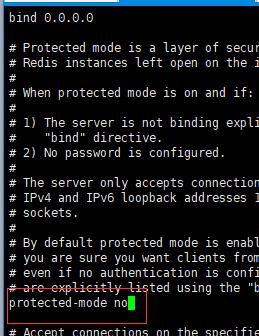 bind 0.0.0.0
# Protected mode is a layer of secur
# Redis instances left open on the i
#
# When protected mode is on and if:
#
# 1) The server is not binding expli
#    "bind" directive.
# 2) No password is configured.
#
# The server only accepts connection
# IPv4 and IPv6 loopback addresses 1
# sockets.
#
# By default protected mode is enabl
# you are sure you want clients from
# even if no authentication is confi
# are explicitly listed using the "b
protected-mode no
# Accept connections on the specifie